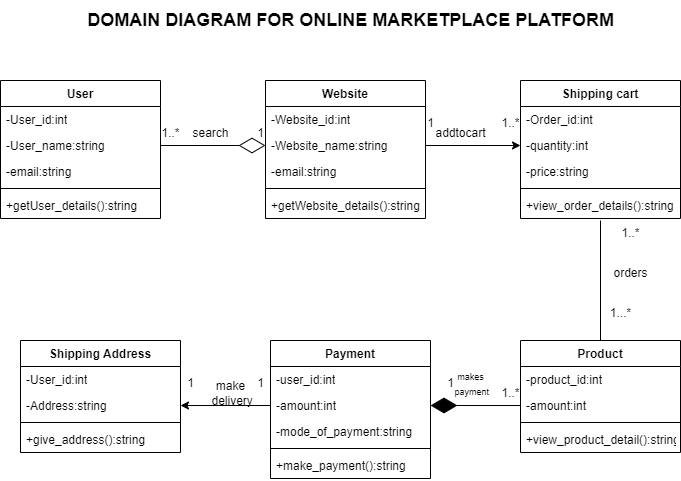 DOMAIN DIAGRAM FOR ONLINE MARKETPLACE PLATFORM
User
-User_id:int
-User_name:string
-email:string
+getUser_details():string
1..*
search
1
Website
-Website_id:int
-Website_name:string
-email:string
+getWebsite_details():string
1
addtocart
1..*
Shipping cart
-Order_id:int
-quantity:int
-price:string
+view_order_details():string
1..*
orders
1...*
Shipping Address
-User_id:int
-Address:string
+give_address():string
1
make
delivery
1
Payment
-user_id:int
-amount:int
-mode_of_payment:string
+make_payment():string
1
makes
payment
1..*
Product
-product_id:int
-amount:int
+view_product_detail():string